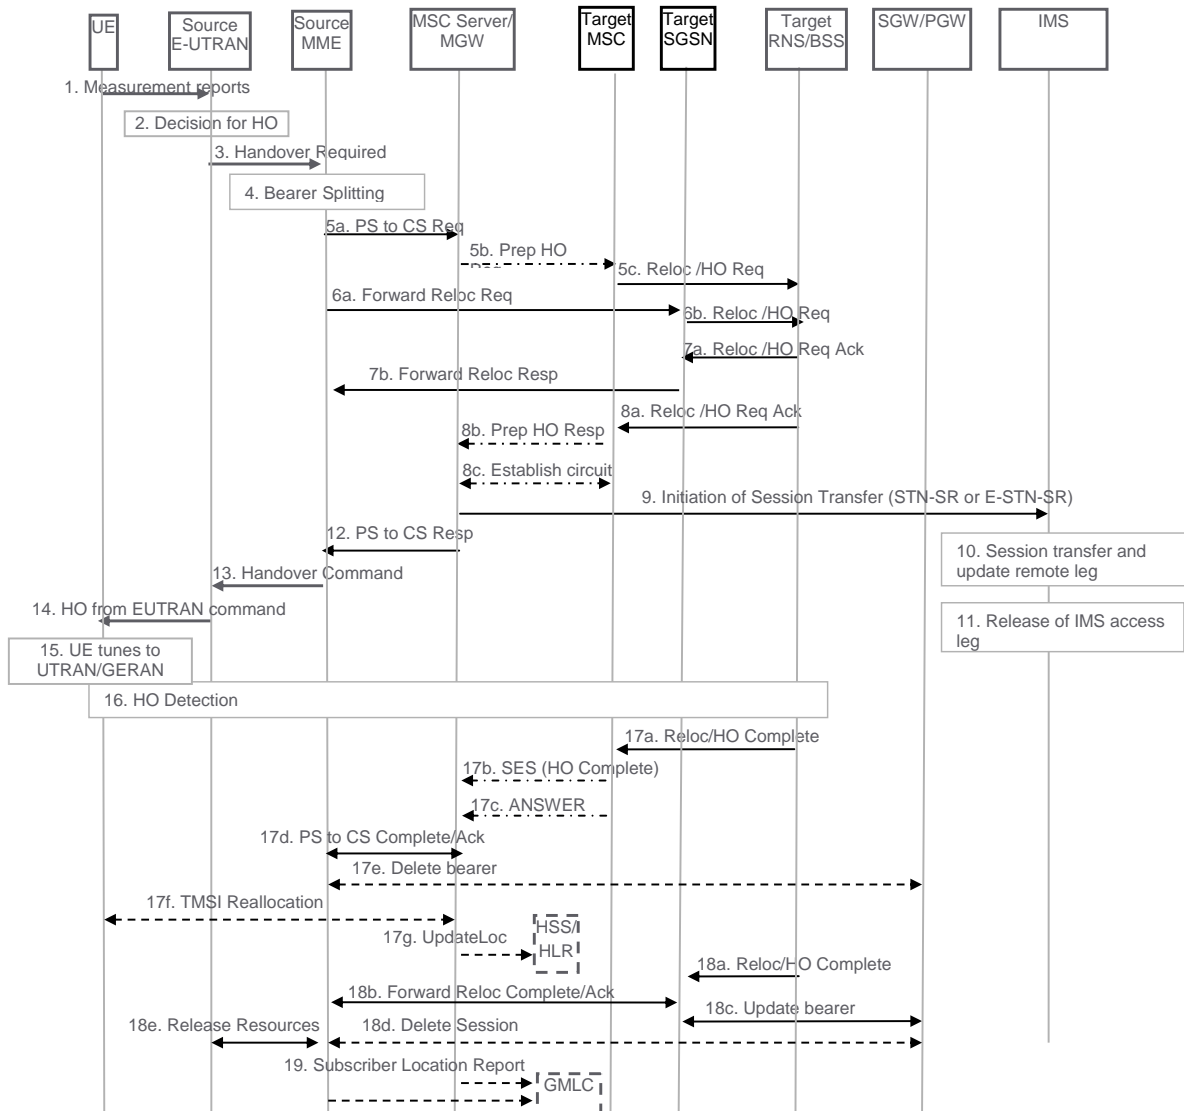 UE
Source
E-UTRAN
Source
MME
MSC Server/
MGW
Target
MSC
Target
SGSN
Target
RNS/BSS
SGW/PGW
IMS
1. Measurement reports
2. Decision for HO
3. Handover Required
4. Bearer Splitting
5a. PS to CS Req
5b. Prep HO
5c. Reloc /HO Req
6a. Forward Reloc Req
6b. Reloc /HO Req
7a. Reloc /HO Req Ack
7b. Forward Reloc Resp
8a. Reloc /HO Req Ack
8b. Prep HO Resp
8c. Establish circuit
9. Initiation of Session Transfer (STN-SR or E-STN-SR)
12. PS to CS Resp
10. Session transfer and
update remote leg
13. Handover Command
14. HO from EUTRAN command
11. Release of IMS access
leg
15. UE tunes to
UTRAN/GERAN
16. HO Detection
17a. Reloc/HO Complete
17b. SES (HO Complete)
17c. ANSWER
17d. PS to CS Complete/Ack
17e. Delete bearer
17f. TMSI Reallocation
HSS/
HLR
17g. UpdateLoc
18a. Reloc/HO Complete
18b. Forward Reloc Complete/Ack
18c. Update bearer
18e. Release Resources
18d. Delete Session
19. Subscriber Location Report
GMLC